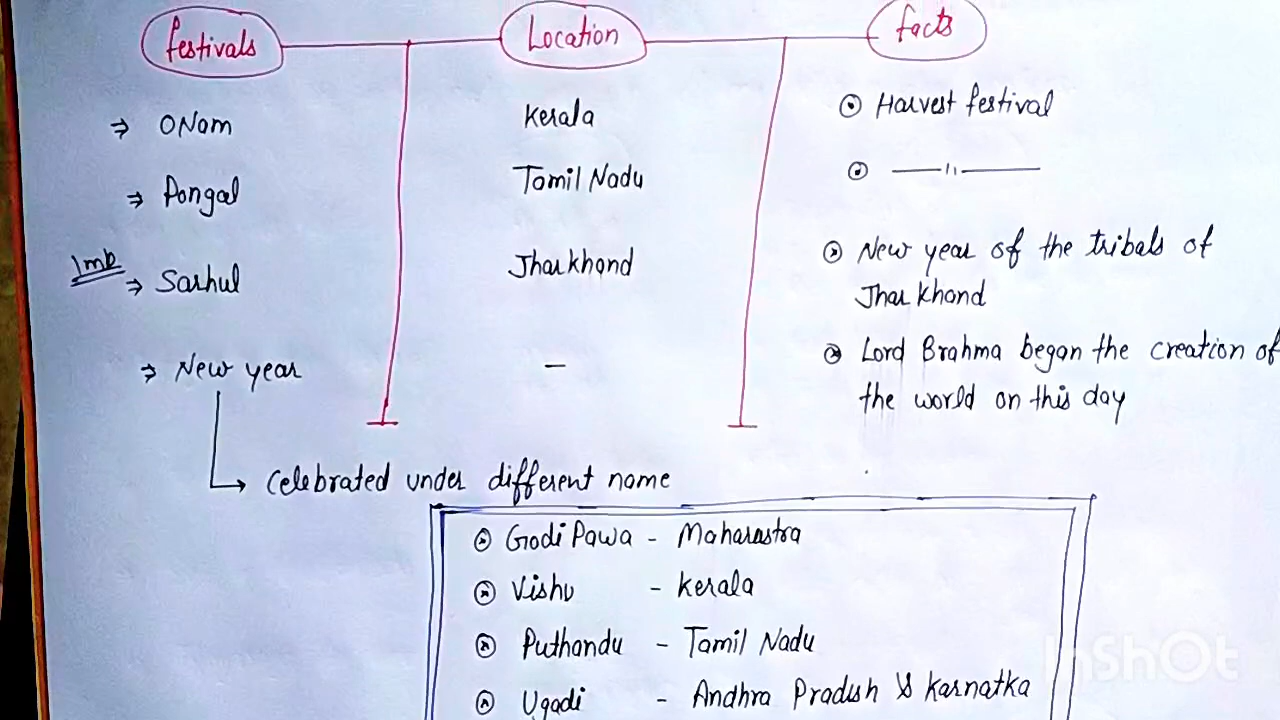 festivals Location facts
⇒ ONam Kerala ⊙ Harvest festival
⇒ Pongal Tamil Nadu ⊙ —〃—
Imp ⇒ Sarhul Jharkhand ⊙ New year of the tribals of
Jharkhand
⇒ New year — ⊙ Lord Brahma began the creation of
the world on this day
→ Celebrated under different name
⊙ Godi Pawa - Maharastra
⊙ Vishu - Kerala
⊙ Puthandu - Tamil Nadu
⊙ Ugadi - Andhra Pradesh & Karnatka
InShOt